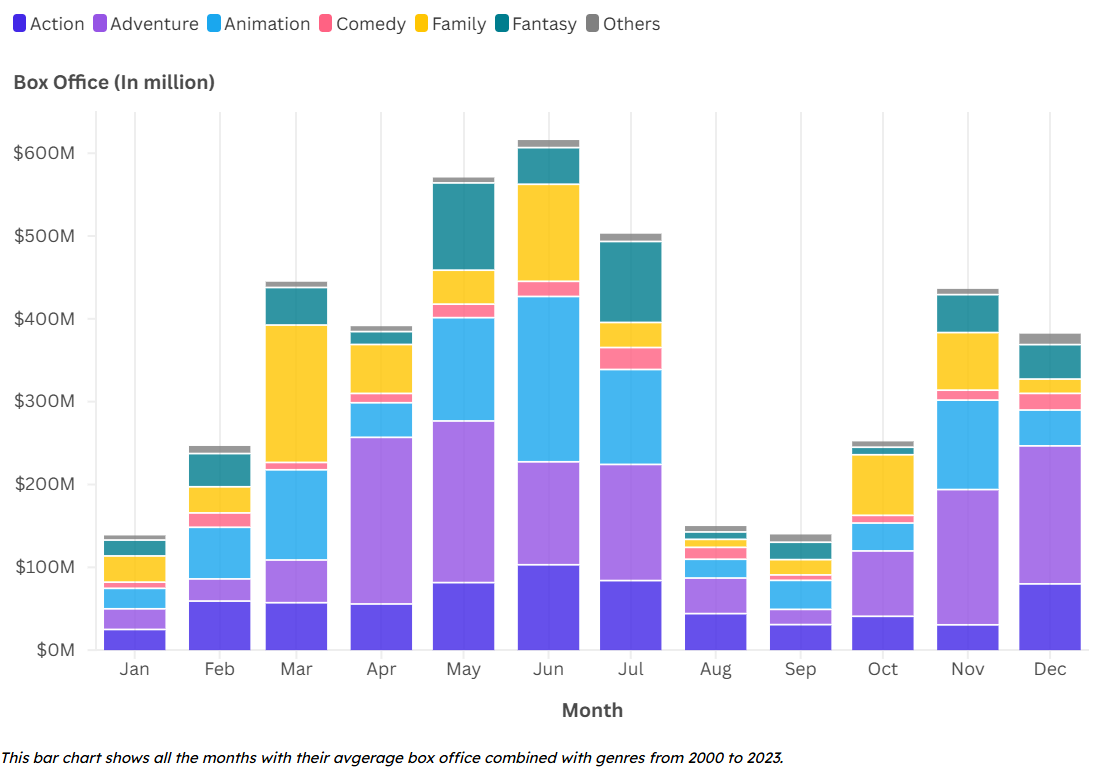 Action Adventure Animation Comedy Family Fantasy Others
Box Office (In million)
$600M
$500M
$400M
$300M
$200M
$100M
$0M
Jan Feb Mar Apr May Jun Jul Aug Sep Oct Nov Dec
Month
This bar chart shows all the months with their avgerage box office combined with genres from 2000 to 2023.